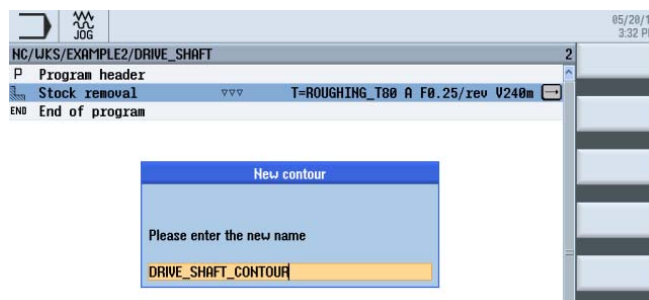 JOG
05/20/1
3:32 P
NC/WKS/EXAMPLE2/DRIVE_SHAFT 2
P Program header
Stock removal ▽▽▽ T=ROUGHING_T80 A F0.25/rev V240m
END End of program
New contour
Please enter the new name
DRIVE_SHAFT_CONTOUR